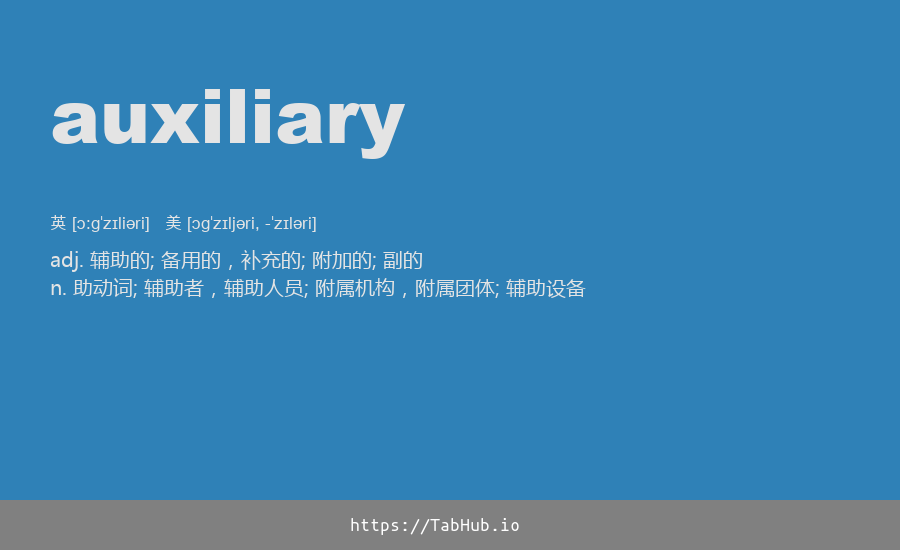 auxiliary
英 [ɔːgˈzɪliəri] 美 [ɔgˈzɪljəri, -ˈzɪləri]
adj. 辅助的; 备用的，补充的; 附加的; 副的
n. 助动词; 辅助者，辅助人员; 附属机构，附属团体; 辅助设备
https://TabHub.io